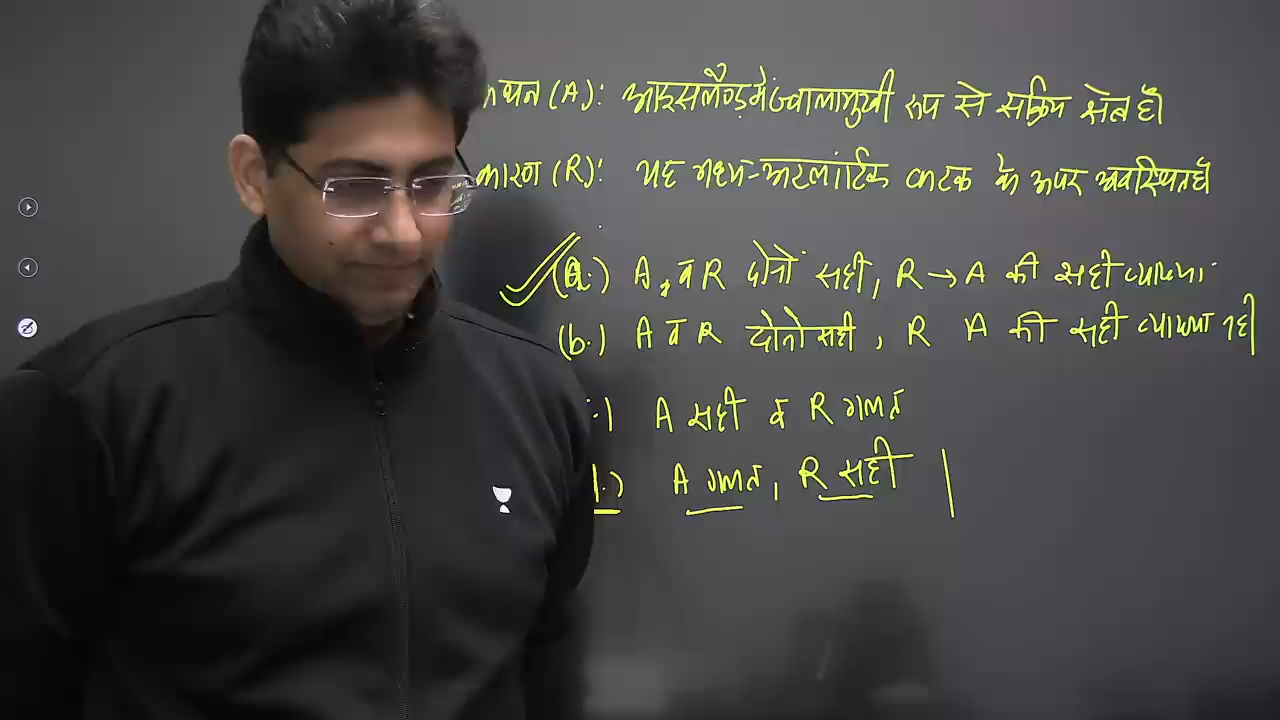 कथन (A): आइसलैण्ड में ज्वालामुखी रूप से सक्रिय क्षेत्र है।
कारण (R): यह मध्य-अटलांटिक कटक के ऊपर अवस्थित है
(a.) A व R दोनों सही, R → A की सही व्याख्या
(b.) A व R दोनो सही, R A की सही व्याख्या नही
A सही व R गलत
A गलत, R सही